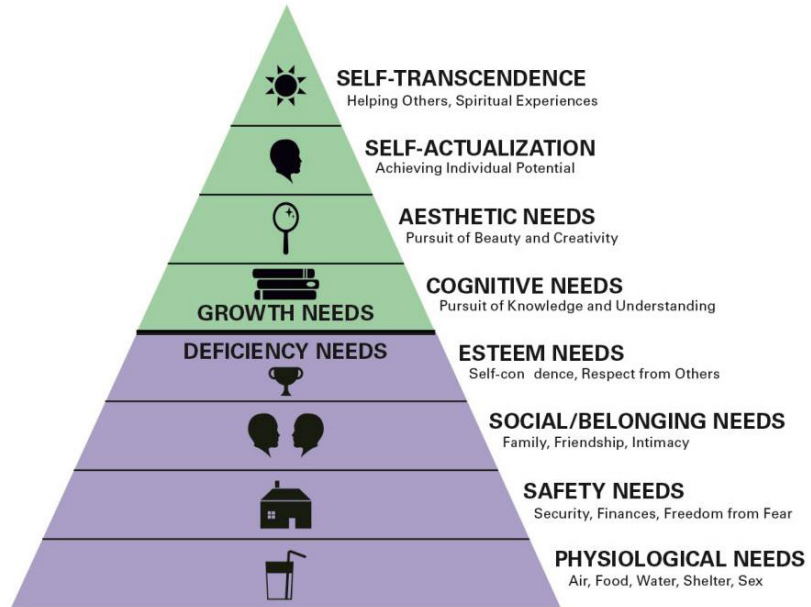 SELF-TRANSCENDENCE
Helping Others, Spiritual Experiences
SELF-ACTUALIZATION
Achieving Individual Potential
AESTHETIC NEEDS
Pursuit of Beauty and Creativity
COGNITIVE NEEDS
Pursuit of Knowledge and Understanding
GROWTH NEEDS
DEFICIENCY NEEDS
ESTEEM NEEDS
Self-con dence, Respect from Others
SOCIAL/BELONGING NEEDS
Family, Friendship, Intimacy
SAFETY NEEDS
Security, Finances, Freedom from Fear
PHYSIOLOGICAL NEEDS
Air, Food, Water, Shelter, Sex